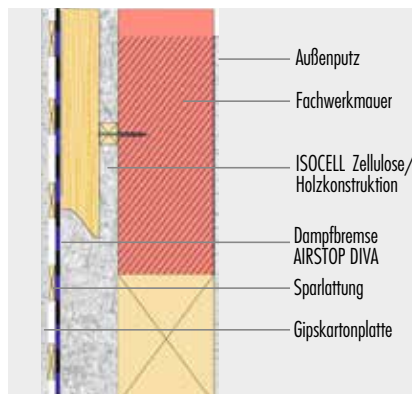 Außenputz
Fachwerkmauer
ISOCELL Zellulose/
Holzkonstruktion
Dampfbremse
AIRSTOP DIVA
Sparlattung
Gipskartonplatte